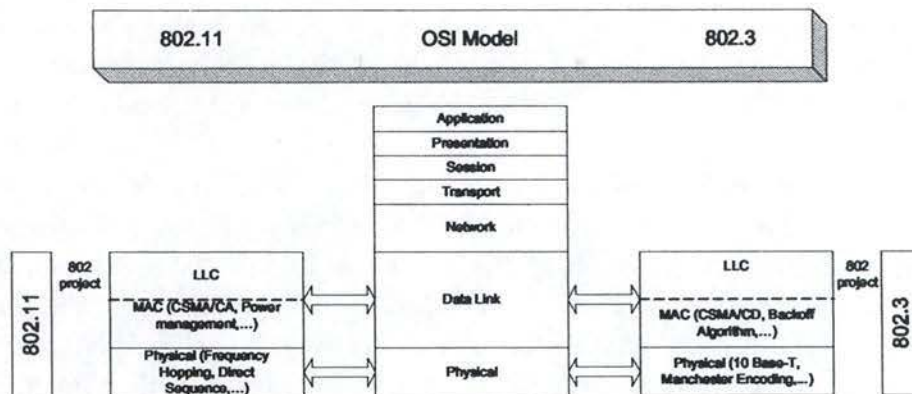 802.11 OSI Model 802.3
Application
Presentation
Session
Transport
Network
Data Link
Physical
802.11
802 project
LLC
MAC (CSMA/CA, Power
management,...)
Physical (Frequency
Hopping, Direct
Sequence,...)
LLC
MAC (CSMA/CD, Backoff
Algorithm,...)
Physical (10 Base-T,
Manchester Encoding,...)
802
project
802.3